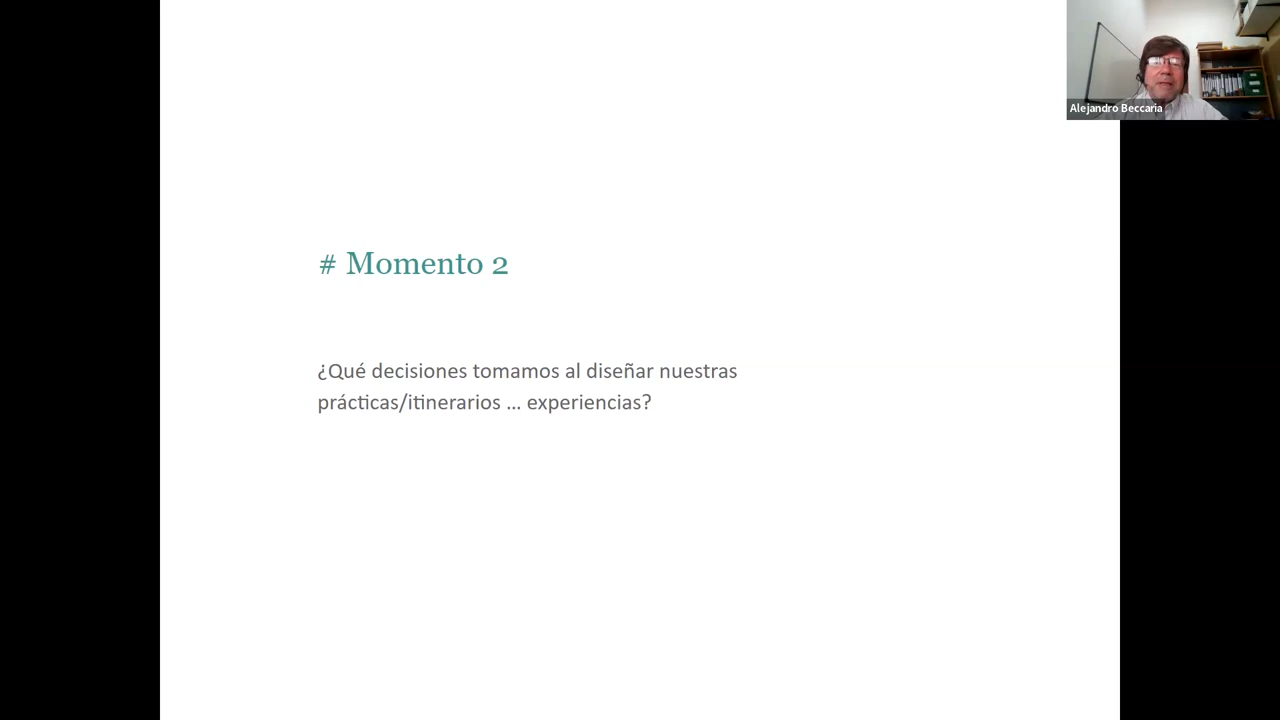 Alejandro Beccaria
# Momento 2
¿Qué decisiones tomamos al diseñar nuestras
prácticas/itinerarios ... experiencias?